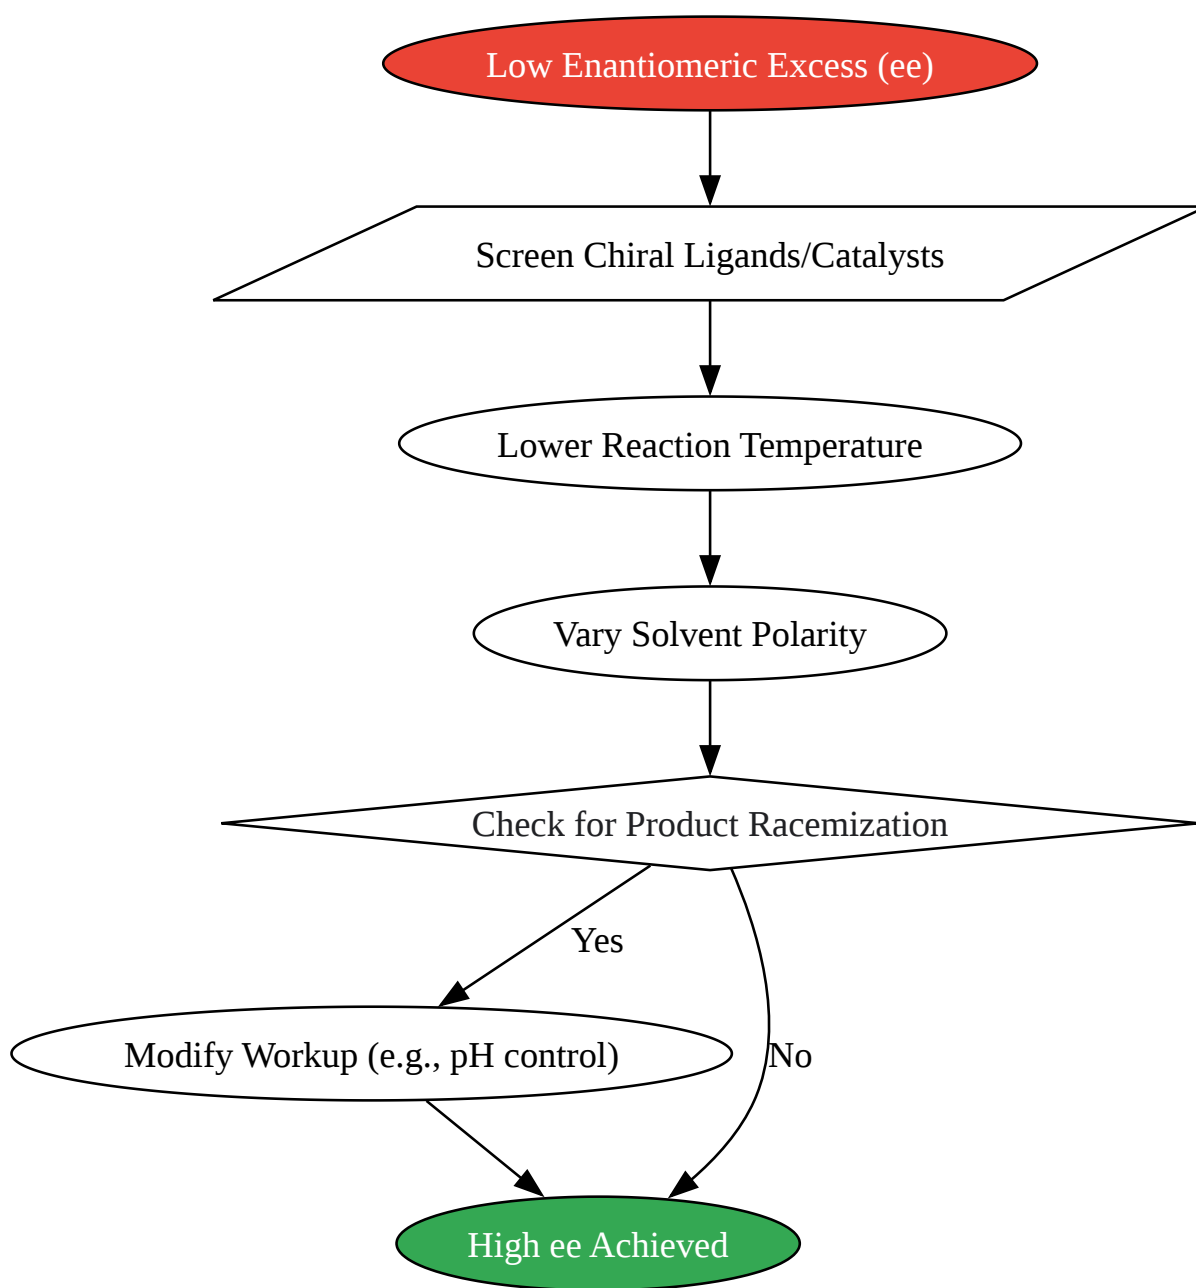 Low Enantiomeric Excess (ee)
Screen Chiral Ligands/Catalysts
Lower Reaction Temperature
Vary Solvent Polarity
Check for Product Racemization
Yes
Modify Workup (e.g., pH control)
No
High ee Achieved